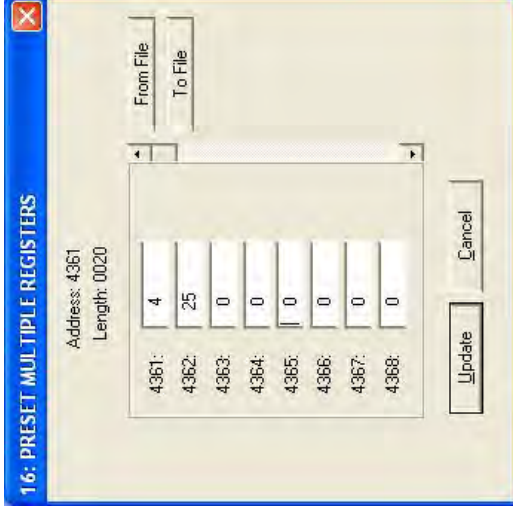 16: PRESET MULTIPLE REGISTERS
Address: 4361
Length: 0020
4361: 4
4362: 25
4363: 0
4364: 0
4365: 0
4366: 0
4367: 0
4368: 0
From File
To File
Update
Cancel